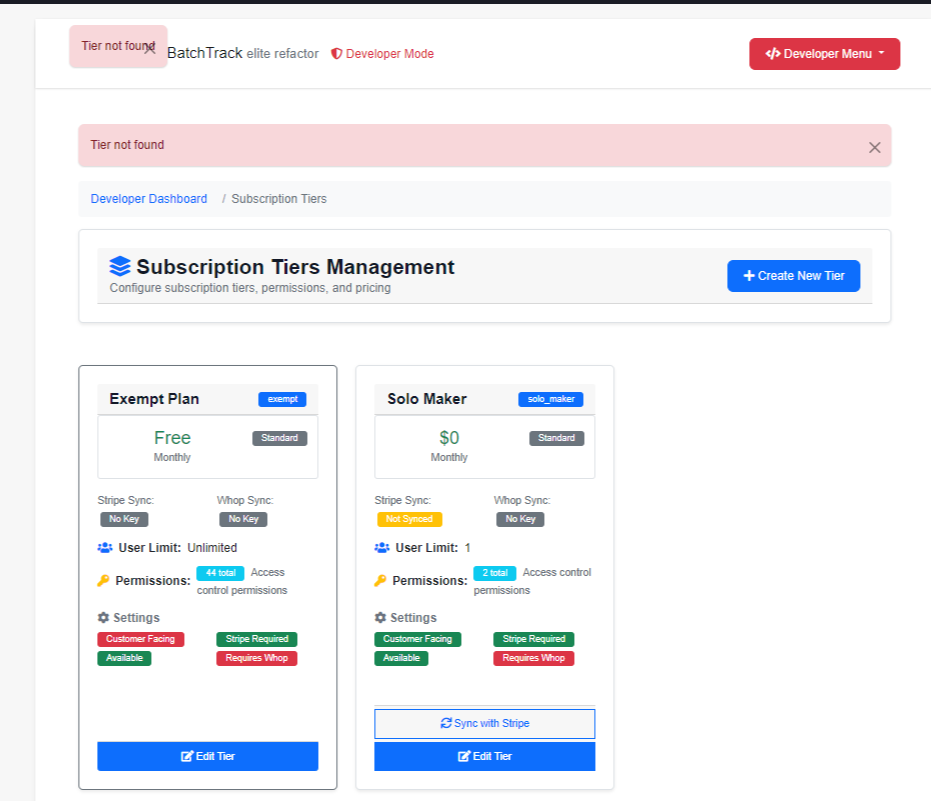 Tier not found
BatchTrack elite refactor Developer Mode
Developer Menu
Tier not found
Developer Dashboard / Subscription Tiers
Subscription Tiers Management
Create New Tier
Configure subscription tiers, permissions, and pricing
Exempt Plan exempt
Free Standard
Monthly
Stripe Sync: Whop Sync:
No Key No Key
User Limit: Unlimited
Permissions: 44 total Access control permissions
Settings
Customer Facing Stripe Required
Available Requires Whop
Edit Tier
Solo Maker solo_maker
$0 Standard
Monthly
Stripe Sync: Whop Sync:
Not Synced No Key
User Limit: 1
Permissions: 2 total Access control permissions
Settings
Customer Facing Stripe Required
Available Requires Whop
Sync with Stripe
Edit Tier